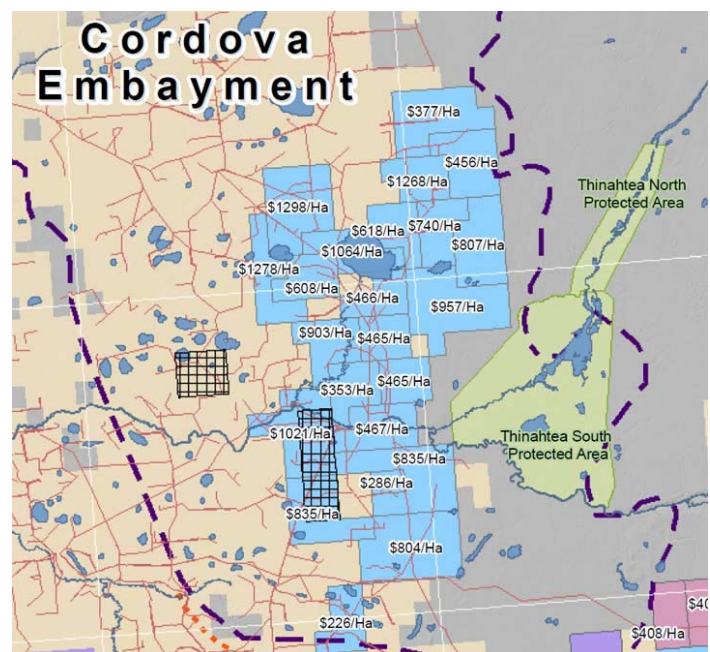 Cordova
Embayment
$377/Ha
$456/Ha
$1268/Ha
Thinahtea North
Protected Area
$1298/Ha
$618/Ha
$740/Ha
$807/Ha
$1064/Ha
$1278/Ha
$608/Ha
$466/Ha
$957/Ha
$903/Ha
$465/Ha
$353/Ha
$465/Ha
$1021/Ha
$467/Ha
Thinahtea South
Protected Area
$835/Ha
$286/Ha
$835/Ha
$804/Ha
$226/Ha
$408/Ha